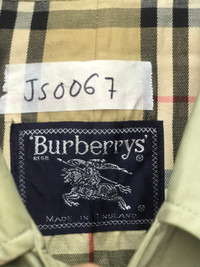 JS0067
'Burberrys'
REGD.
MADE IN ENGLAND